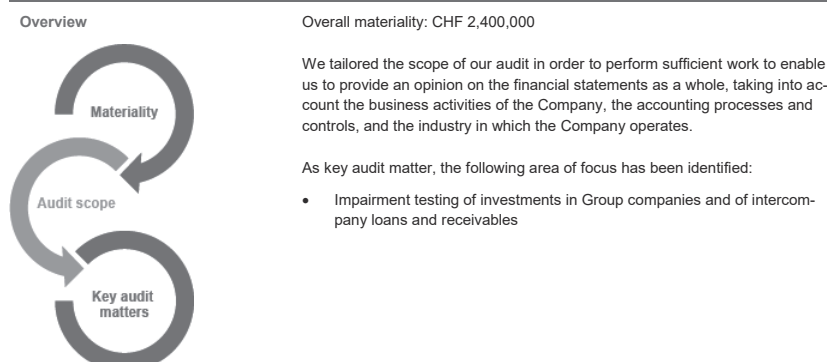 Overview
Materiality
Audit scope
Key audit
matters
Overall materiality: CHF 2,400,000
We tailored the scope of our audit in order to perform sufficient work to enable
us to provide an opinion on the financial statements as a whole, taking into ac-
count the business activities of the Company, the accounting processes and
controls, and the industry in which the Company operates.
As key audit matter, the following area of focus has been identified:
• Impairment testing of investments in Group companies and of intercom-
pany loans and receivables